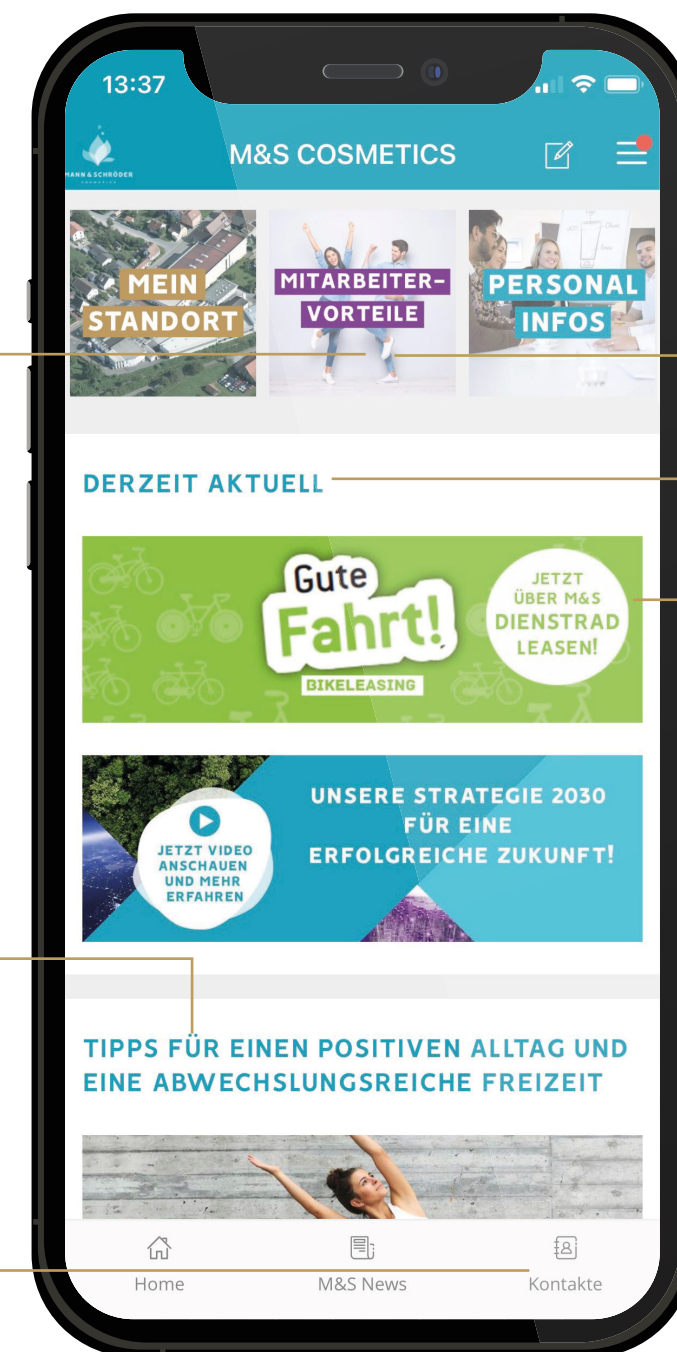 13:37
MANN & SCHRÖDER
COSMETICS
M&S COSMETICS
MEIN
STANDORT
MITARBEITER-
VORTEILE
PERSONAL
INFOS
DERZEIT AKTUELL
Gute
Fahrt!
BIKELEASING
JETZT
ÜBER M&S
DIENSTRAD
LEASEN!
JETZT VIDEO
ANSCHAUEN
UND MEHR
ERFAHREN
UNSERE STRATEGIE 2030
FÜR EINE
ERFOLGREICHE ZUKUNFT!
TIPPS FÜR EINEN POSITIVEN ALLTAG UND
EINE ABWECHSLUNGSREICHE FREIZEIT
Home
M&S News
Kontakte